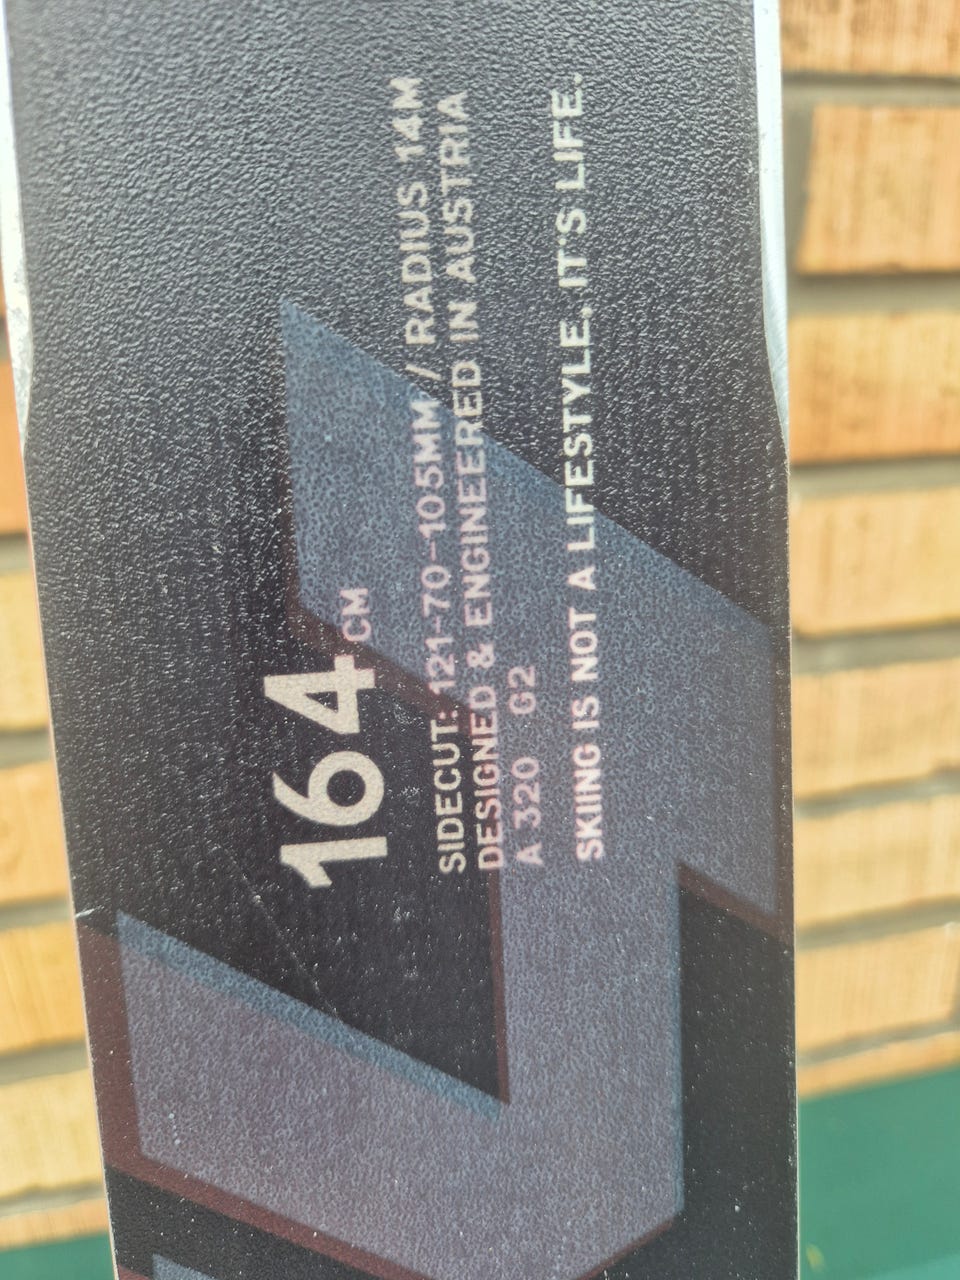 164 CM
SIDECUT: 121-70-105MM / RADIUS 14M
DESIGNED & ENGINEERED IN AUSTRIA
A 320 G2
SKIING IS NOT A LIFESTYLE, IT'S LIFE.